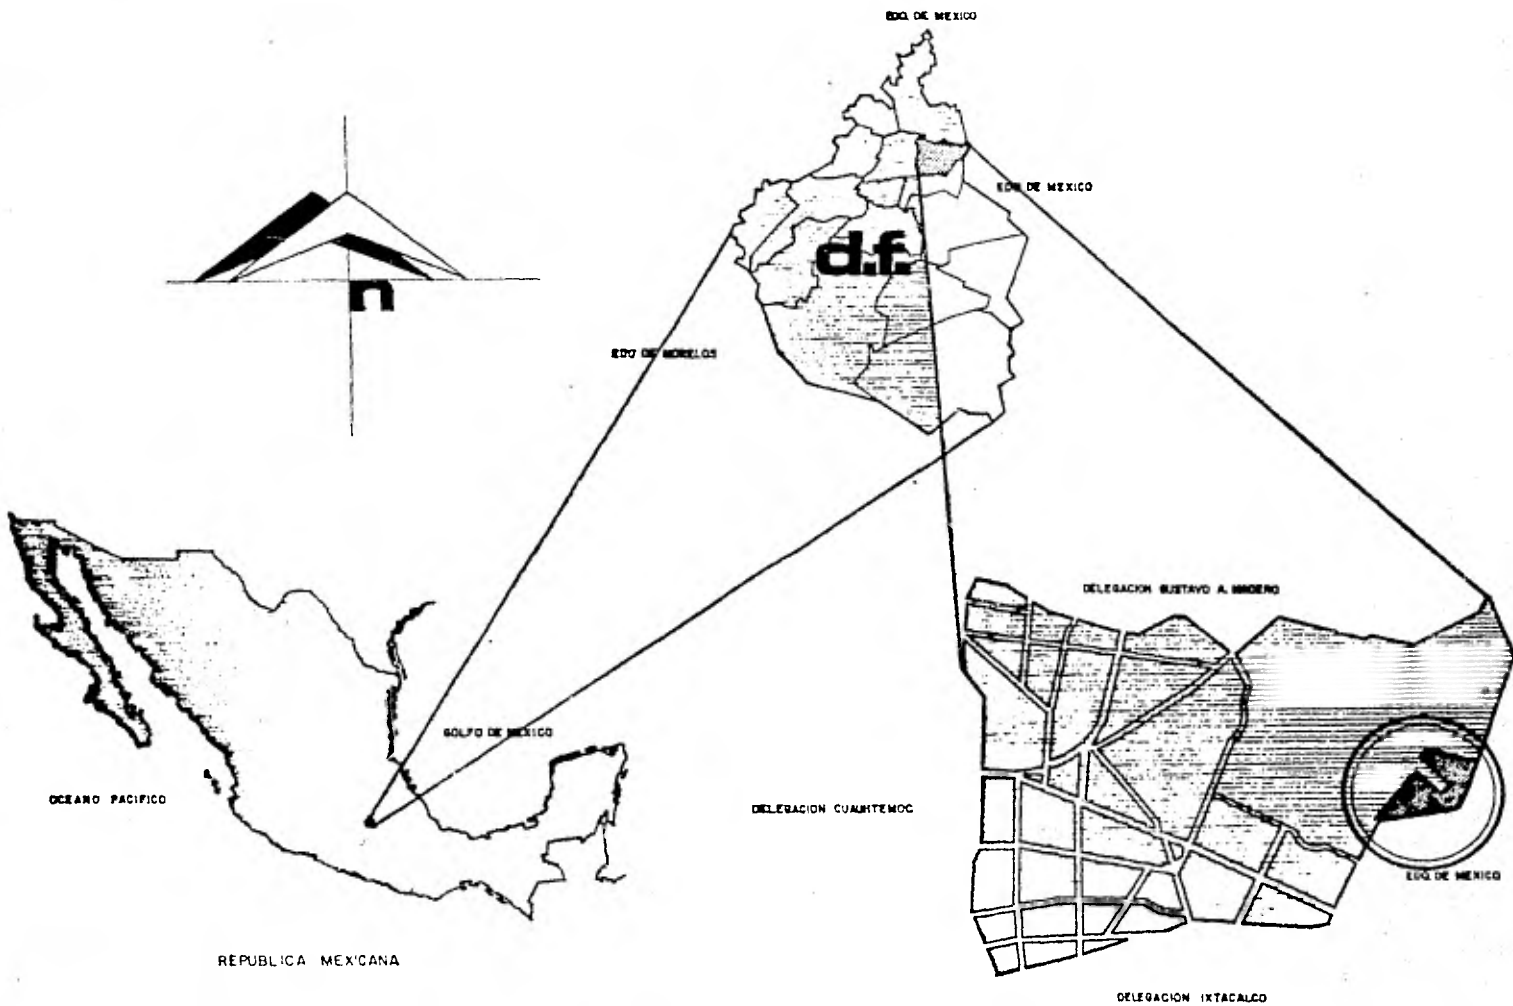 EDO. DE MEXICO
EDO. DE MEXICO
d.f.
n
EDO DE MORELOS
DELEGACION GUSTAVO A. MADERO
GOLFO DE MEXICO
OCEANO PACIFICO
DELEGACION CUAUHTEMOC
EDO. DE MEXICO
REPUBLICA MEXICANA
DELEGACION IXTACALCO